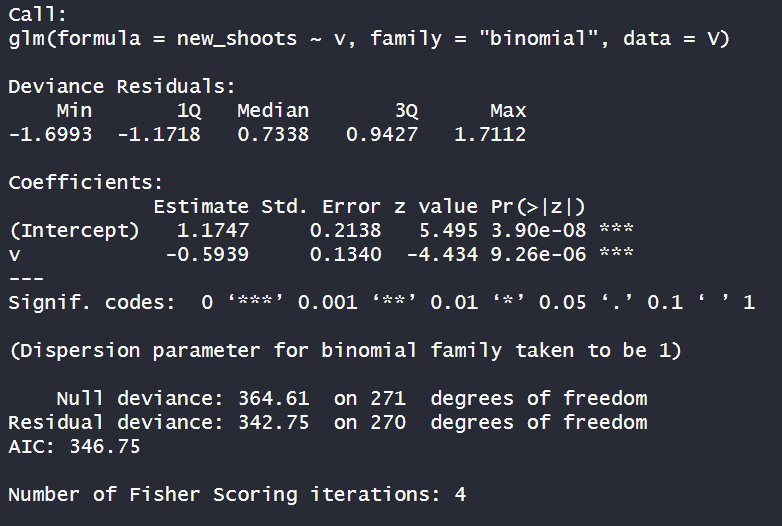 Call:
glm(formula = new_shoots ~ v, family = "binomial", data = V)
Deviance Residuals:
    Min       1Q   Median       3Q      Max
-1.6993  -1.1718   0.7338   0.9427   1.7112
Coefficients:
            Estimate Std. Error z value Pr(>|z|)
(Intercept)   1.1747     0.2138   5.495 3.90e-08 ***
v            -0.5939     0.1340  -4.434 9.26e-06 ***
---
Signif. codes:  0 ‘***’ 0.001 ‘**’ 0.01 ‘*’ 0.05 ‘.’ 0.1 ‘ ’ 1
(Dispersion parameter for binomial family taken to be 1)
    Null deviance: 364.61  on 271  degrees of freedom
Residual deviance: 342.75  on 270  degrees of freedom
AIC: 346.75
Number of Fisher Scoring iterations: 4